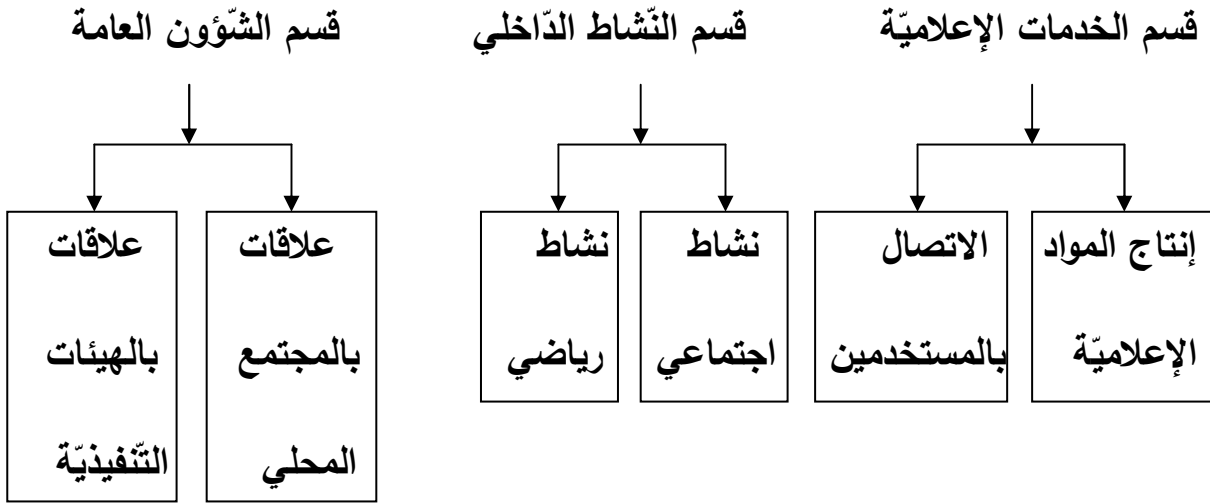 قسم الخدمات الإعلاميّة
قسم النّشاط الدّاخلي
قسم الشّؤون العامة
إنتاج المواد
الإعلاميّة
الاتصال
بالمستخدمين
نشاط
اجتماعي
نشاط
رياضي
علاقات
بالمجتمع
المحلي
علاقات
بالهيئات
التّنفيذيّة